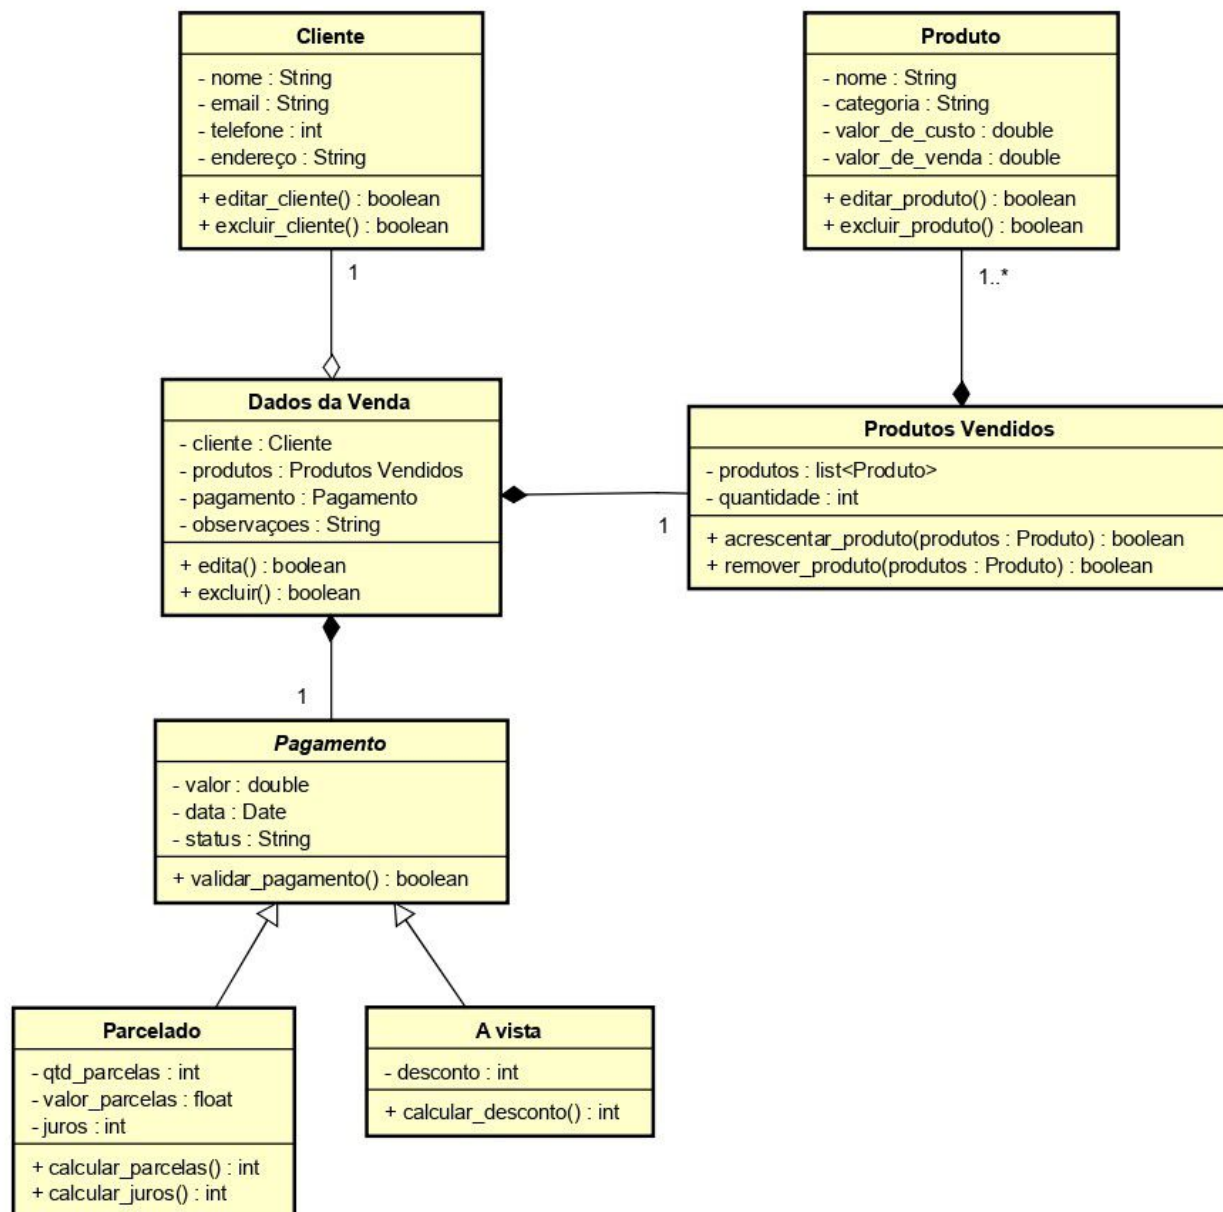 Cliente
- nome : String
- email : String
- telefone : int
- endereço : String
+ editar_cliente() : boolean
+ excluir_cliente() : boolean
1
Produto
- nome : String
- categoria : String
- valor_de_custo : double
- valor_de_venda : double
+ editar_produto() : boolean
+ excluir_produto() : boolean
1..*
Dados da Venda
- cliente : Cliente
- produtos : Produtos Vendidos
- pagamento : Pagamento
- observaçoes : String
+ edita() : boolean
+ excluir() : boolean
1
Produtos Vendidos
- produtos : list<Produto>
- quantidade : int
+ acrescentar_produto(produtos : Produto) : boolean
+ remover_produto(produtos : Produto) : boolean
1
Pagamento
- valor : double
- data : Date
- status : String
+ validar_pagamento() : boolean
Parcelado
- qtd_parcelas : int
- valor_parcelas : float
- juros : int
+ calcular_parcelas() : int
+ calcular_juros() : int
A vista
- desconto : int
+ calcular_desconto() : int